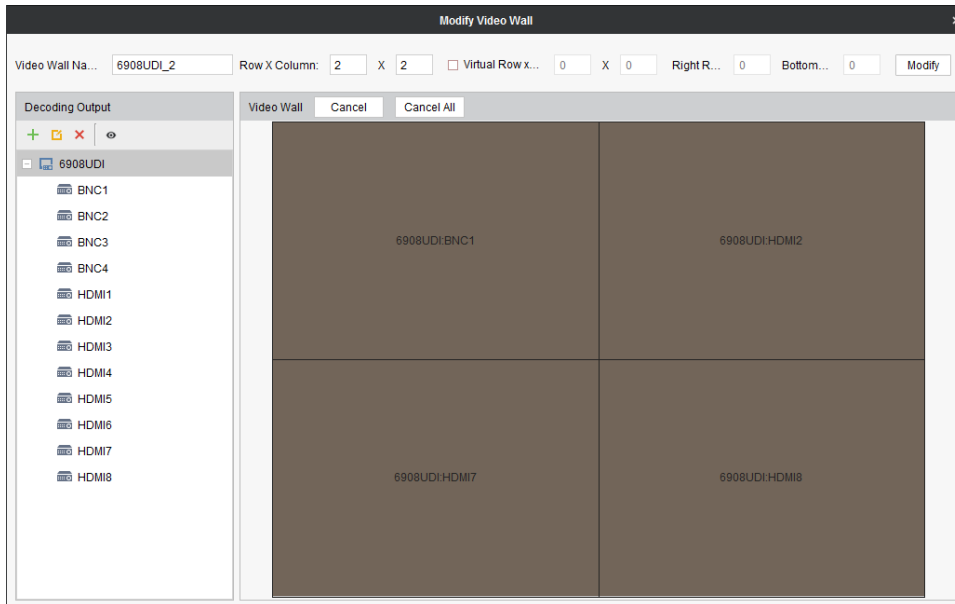 Modify Video Wall
Video Wall Na... 6908UDI_2 Row X Column: 2 X 2 Virtual Row x... 0 X 0 Right R... 0 Bottom... 0 Modify
Decoding Output
Video Wall Cancel Cancel All
6908UDI
BNC1
BNC2
BNC3
BNC4
HDMI1
HDMI2
HDMI3
HDMI4
HDMI5
HDMI6
HDMI7
HDMI8
6908UDI:BNC1 6908UDI:HDMI2
6908UDI:HDMI7 6908UDI:HDMI8